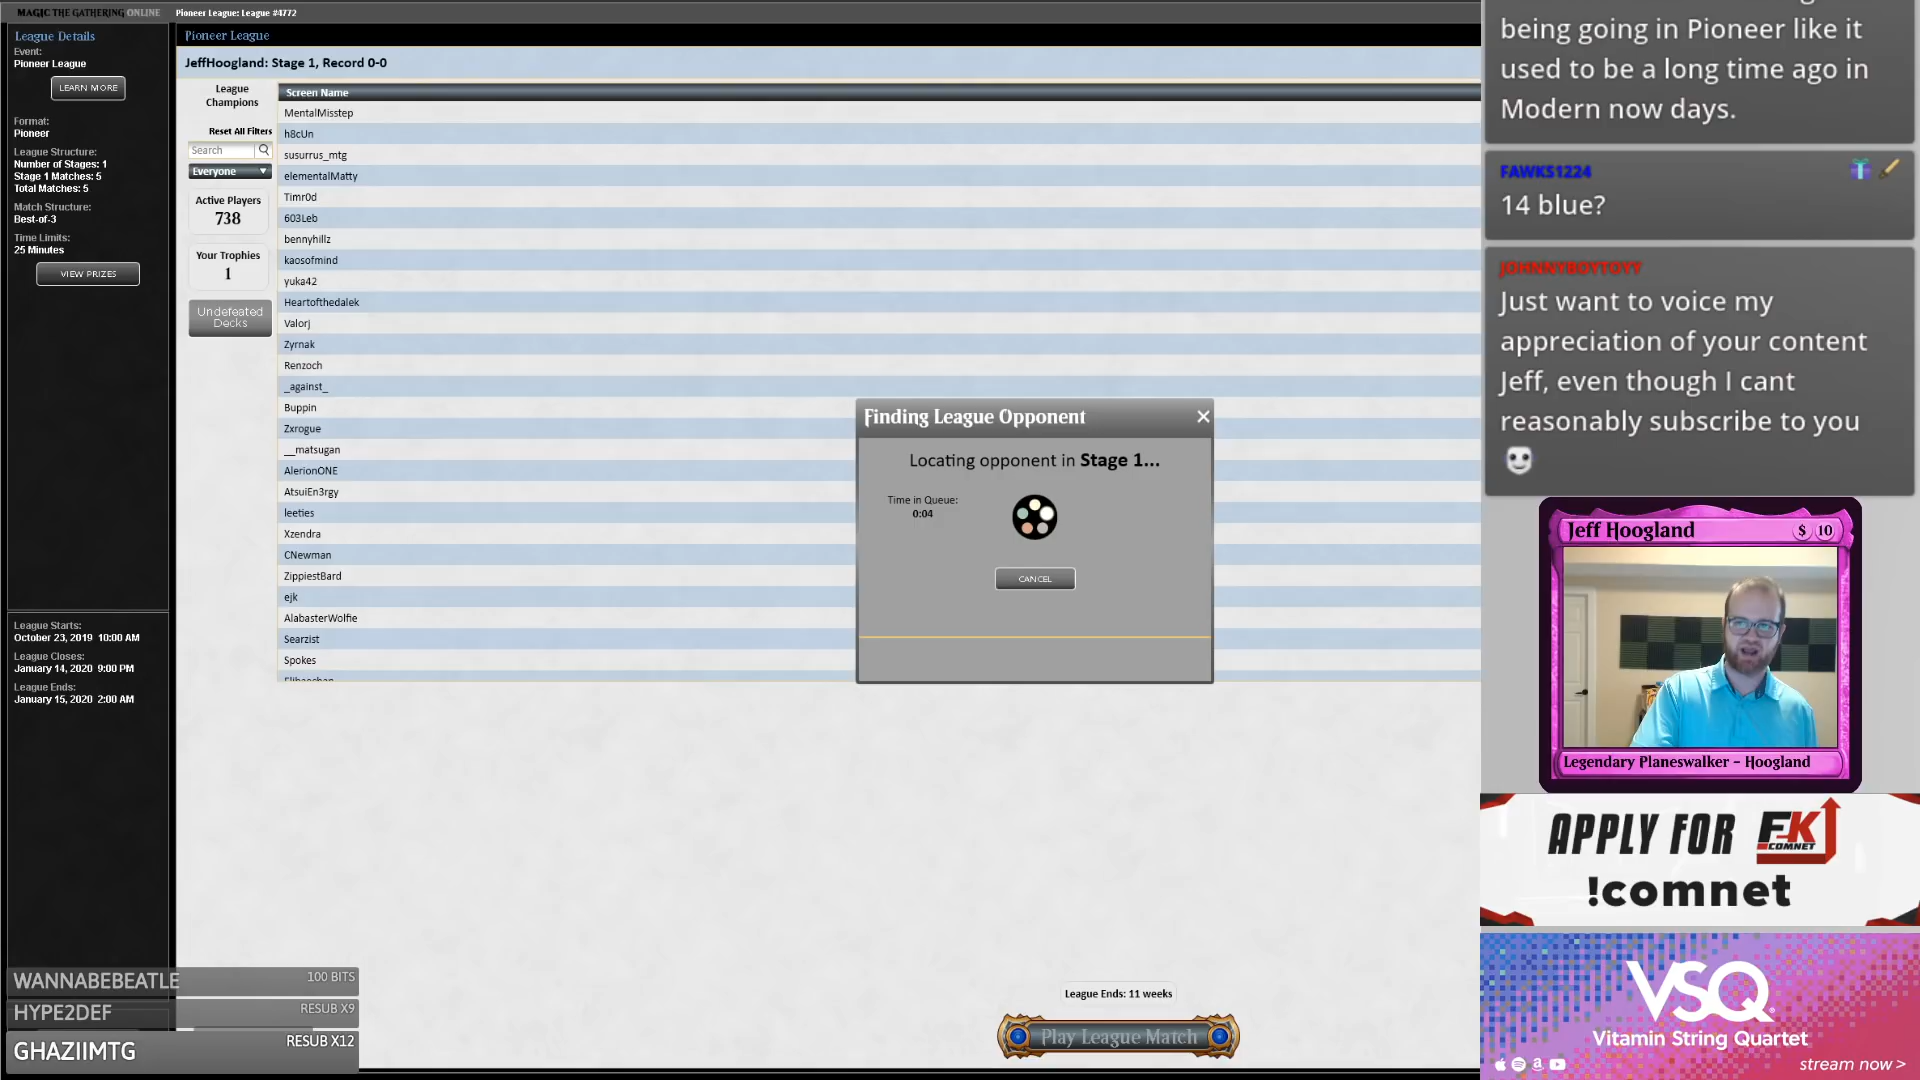 MAGIC THE GATHERING ONLINE
Pioneer League: League #4772
League Details
Event:
Pioneer League
LEARN MORE
Format:
Pioneer
League Structure:
Number of Stages: 1
Stage 1 Matches: 5
Total Matches: 5
Match Structure:
Best-of-3
Time Limits:
25 Minutes
VIEW PRIZES
League Starts:
October 23, 2019 10:00 AM
League Closes:
January 14, 2020 9:00 PM
League Ends:
January 15, 2020 2:00 AM
Pioneer League
JeffHoogland: Stage 1, Record 0-0
League
Champions
Reset All Filters
Search
Everyone
Active Players
738
Your Trophies
1
Undefeated
Decks
Screen Name
MentalMisstep
h8cUn
susurrus_mtg
elementalMatty
Timr0d
603Leb
bennyhillz
kaosofmind
yuka42
Heartofthedalek
Valorj
Zyrnak
Renzoch
_against_
Buppin
Zxrogue
__matsugan
AlerionONE
AtsuiEn3rgy
leeties
Xzendra
CNewman
ZippiestBard
ejk
AlabasterWolfie
Searzist
Spokes
Finding League Opponent
Locating opponent in Stage 1...
Time in Queue:
0:04
CANCEL
League Ends: 11 weeks
Play League Match
WANNABEBEATLE 100 BITS
HYPE2DEF RESUB X9
GHAZIIMTG RESUB X12
being going in Pioneer like it
used to be a long time ago in
Modern now days.
FAWKS1224
14 blue?
JOHNNYBOYTOYY
Just want to voice my
appreciation of your content
Jeff, even though I cant
reasonably subscribe to you
Jeff Hoogland $ 10
Legendary Planeswalker – Hoogland
APPLY FOR F2K
COMNET
!comnet
VSQ
Vitamin String Quartet
stream now >